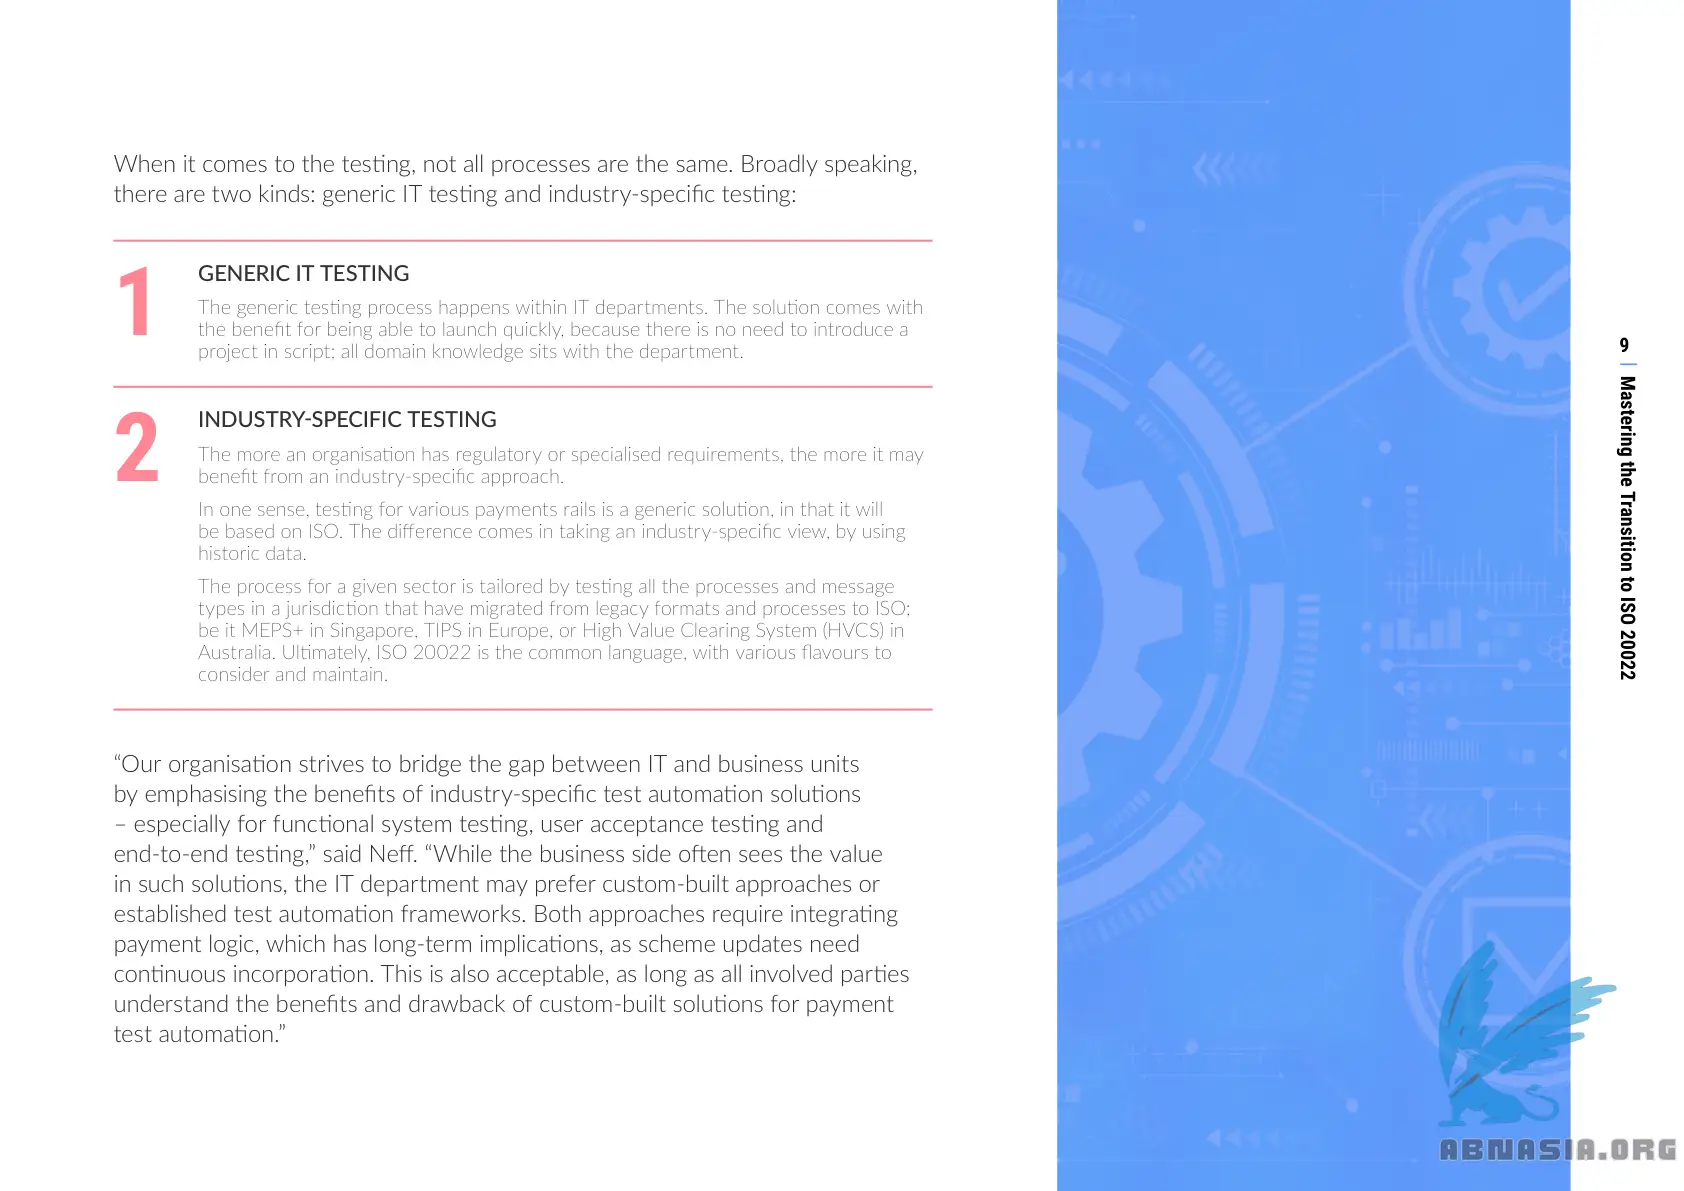 When it comes to the testing, not all processes are the same. Broadly speaking,
there are two kinds: generic IT testing and industry-specific testing:
1
GENERIC IT TESTING
The generic testing process happens within IT departments. The solution comes with
the benefit for being able to launch quickly, because there is no need to introduce a
project in script; all domain knowledge sits with the department.
2
INDUSTRY-SPECIFIC TESTING
The more an organisation has regulatory or specialised requirements, the more it may
benefit from an industry-specific approach.
In one sense, testing for various payments rails is a generic solution, in that it will
be based on ISO. The difference comes in taking an industry-specific view, by using
historic data.
The process for a given sector is tailored by testing all the processes and message
types in a jurisdiction that have migrated from legacy formats and processes to ISO;
be it MEPS+ in Singapore, TIPS in Europe, or High Value Clearing System (HVCS) in
Australia. Ultimately, ISO 20022 is the common language, with various flavours to
consider and maintain.
“Our organisation strives to bridge the gap between IT and business units
by emphasising the benefits of industry-specific test automation solutions
– especially for functional system testing, user acceptance testing and
end-to-end testing,” said Neff. “While the business side often sees the value
in such solutions, the IT department may prefer custom-built approaches or
established test automation frameworks. Both approaches require integrating
payment logic, which has long-term implications, as scheme updates need
continuous incorporation. This is also acceptable, as long as all involved parties
understand the benefits and drawback of custom-built solutions for payment
test automation.”
9 | Mastering the Transition to ISO 20022
ABNASIA.ORG